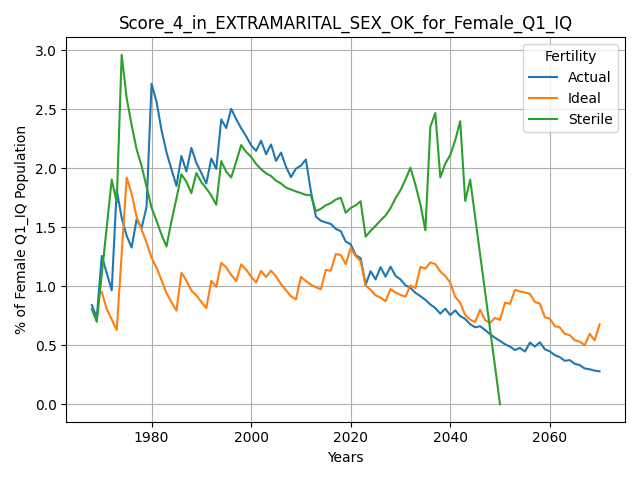 Score_4_in_EXTRAMARITAL_SEX_OK_for_Female_Q1_IQ
% of Female Q1_IQ Population
3.0
2.5
2.0
1.5
1.0
0.5
0.0
Fertility
Actual
Ideal
Sterile
1980
2000
2020
2040
2060
Years